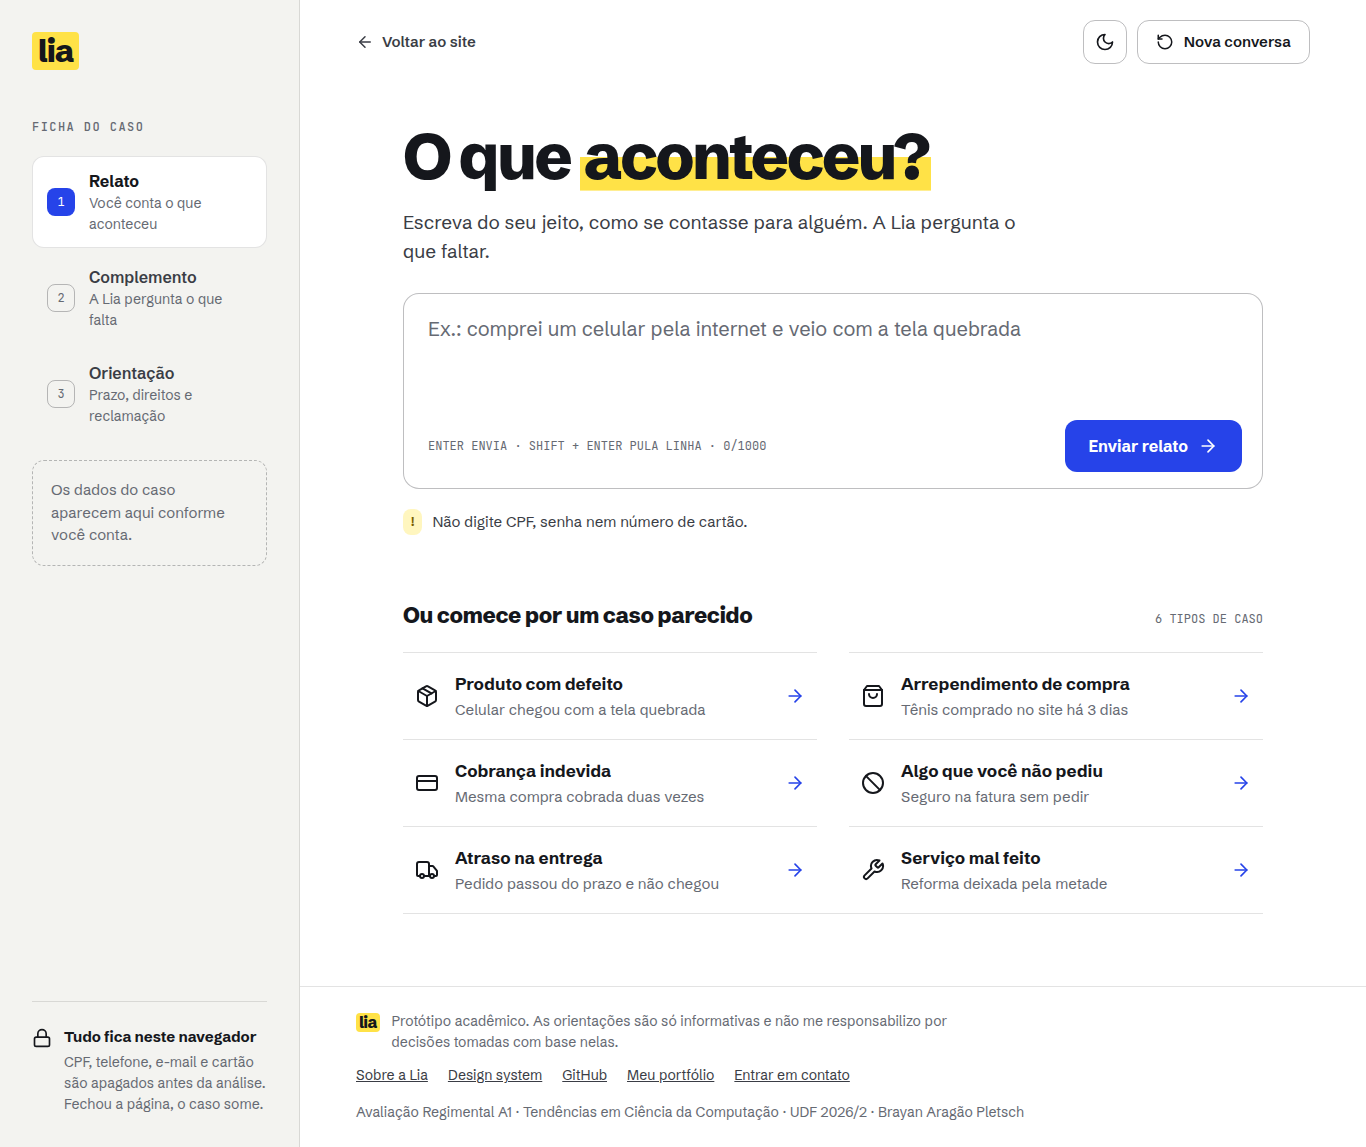 lia
FICHA DO CASO
1
Relato
Você conta o que
aconteceu
2
Complemento
A Lia pergunta o que
falta
3
Orientação
Prazo, direitos e
reclamação
Os dados do caso
aparecem aqui conforme
você conta.
Tudo fica neste navegador
CPF, telefone, e-mail e cartão
são apagados antes da análise.
Fechou a página, o caso some.
Voltar ao site
Nova conversa
O que aconteceu?
Escreva do seu jeito, como se contasse para alguém. A Lia pergunta o
que faltar.
Ex.: comprei um celular pela internet e veio com a tela quebrada
ENTER ENVIA · SHIFT + ENTER PULA LINHA · 0/1000
Enviar relato
! Não digite CPF, senha nem número de cartão.
Ou comece por um caso parecido
6 TIPOS DE CASO
Produto com defeito
Celular chegou com a tela quebrada
Arrependimento de compra
Tênis comprado no site há 3 dias
Cobrança indevida
Mesma compra cobrada duas vezes
Algo que você não pediu
Seguro na fatura sem pedir
Atraso na entrega
Pedido passou do prazo e não chegou
Serviço mal feito
Reforma deixada pela metade
lia
Protótipo acadêmico. As orientações são só informativas e não me responsabilizo por
decisões tomadas com base nelas.
Sobre a Lia Design system GitHub Meu portfólio Entrar em contato
Avaliação Regimental A1 · Tendências em Ciência da Computação · UDF 2026/2 · Brayan Aragão Pletsch